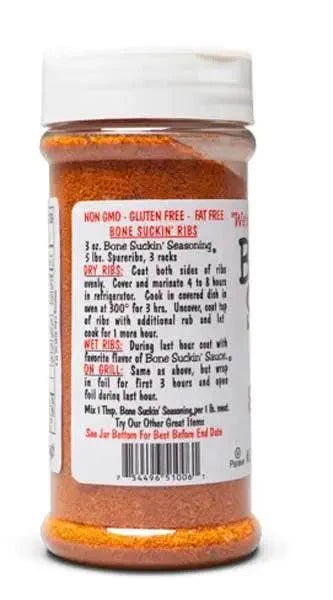 NON GMO - GLUTEN FREE - FAT FREE
BONE SUCKIN' RIBS
3 oz. Bone Suckin' Seasoning®
5 lbs. Spareribs, 3 racks
DRY RIBS: Coat both sides of ribs
evenly. Cover and marinate 4 to 8 hours
in refrigerator. Cook in covered dish in
oven at 300° for 3 hrs. Uncover, coat top
of ribs with additional rub and let
cook for 1 more hour.
WET RIBS: During last hour coat with
favorite flavor of Bone Suckin' Sauce®.
ON GRILL: Same as above, but wrap
in foil for first 3 hours and open
foil during last hour.
Mix 1 Tbsp. Bone Suckin' Seasoning® per 1 lb. meat.
Try Our Other Great Items
See Jar Bottom For Best Before End Date
7 54496 51006 1
"We'
B
Pareve